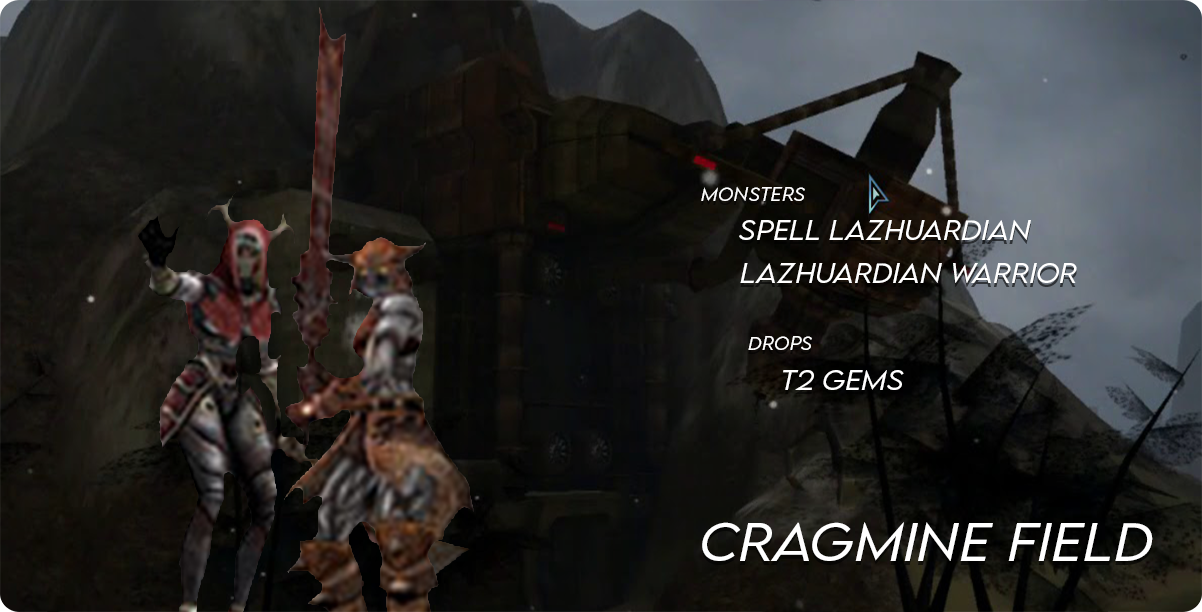 MONSTERS
SPELL LAZHUARDIAN
LAZHUARDIAN WARRIOR
DROPS
T2 GEMS
CRAGMINE FIELD